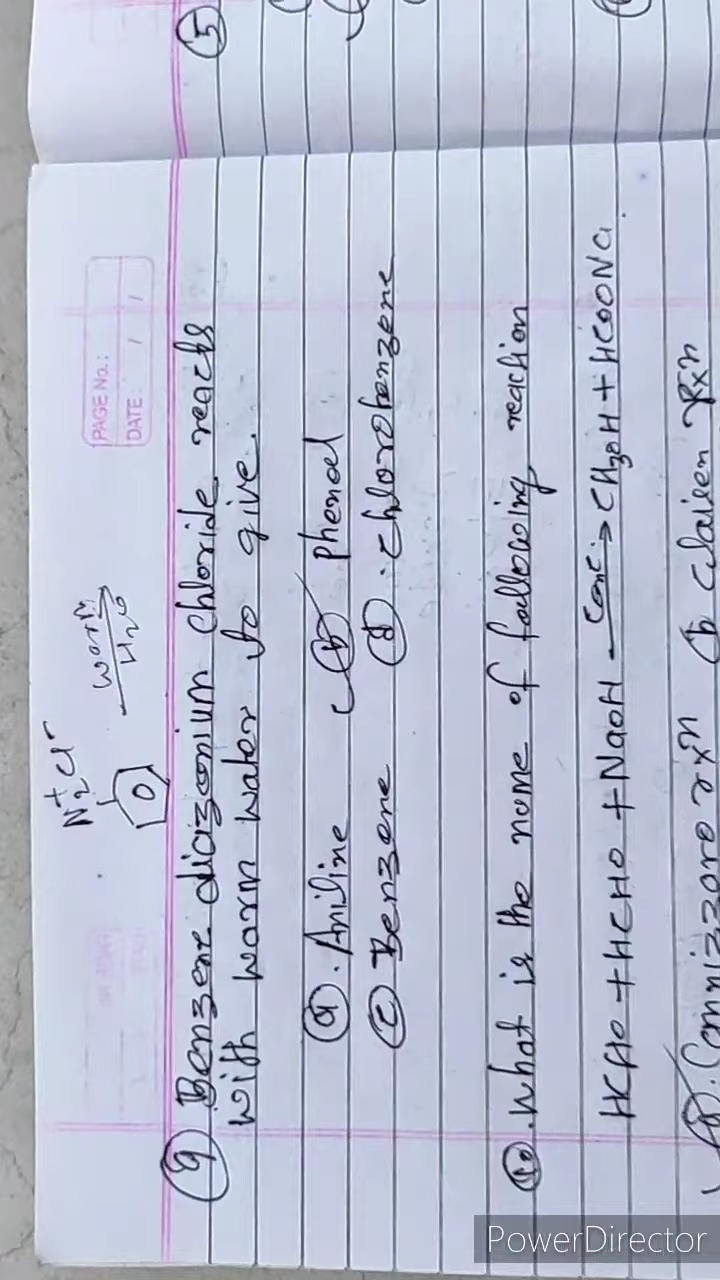 ⑤
PAGE No.:
DATE: / /
N₂⁺Cl⁻
warm
H₂O
⑨ Benzene diazonium chloride reacts
with warm water to give.
ⓐ. Aniline ⓑ phenol
ⓒ Benzene ⓓ. chlorobenzene
⑩. What is the name of following reaction
HCHO + HCHO + NaOH —conc→ CH₃OH + HCOONa.
ⓐ. Cannizzaro rxn ⓑ claisen rxn
PowerDirector